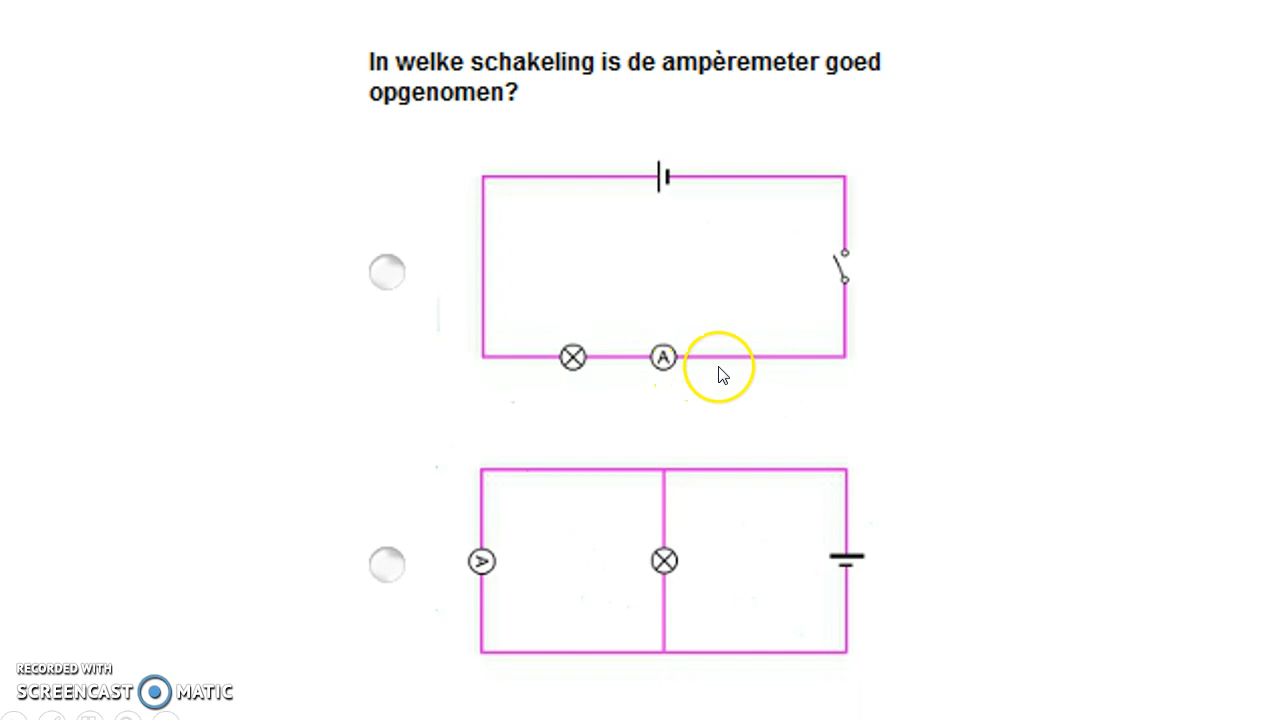 In welke schakeling is de ampèremeter goed
opgenomen?
A
A
RECORDED WITH
SCREENCAST MATIC